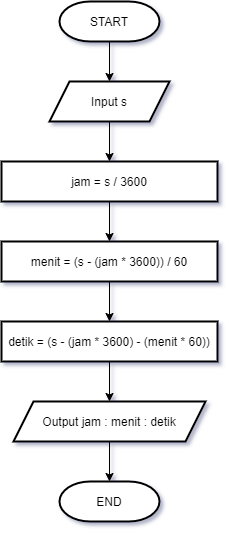 START
Input s
jam = s / 3600
menit = (s - (jam * 3600)) / 60
detik = (s - (jam * 3600) - (menit * 60))
Output jam : menit : detik
END